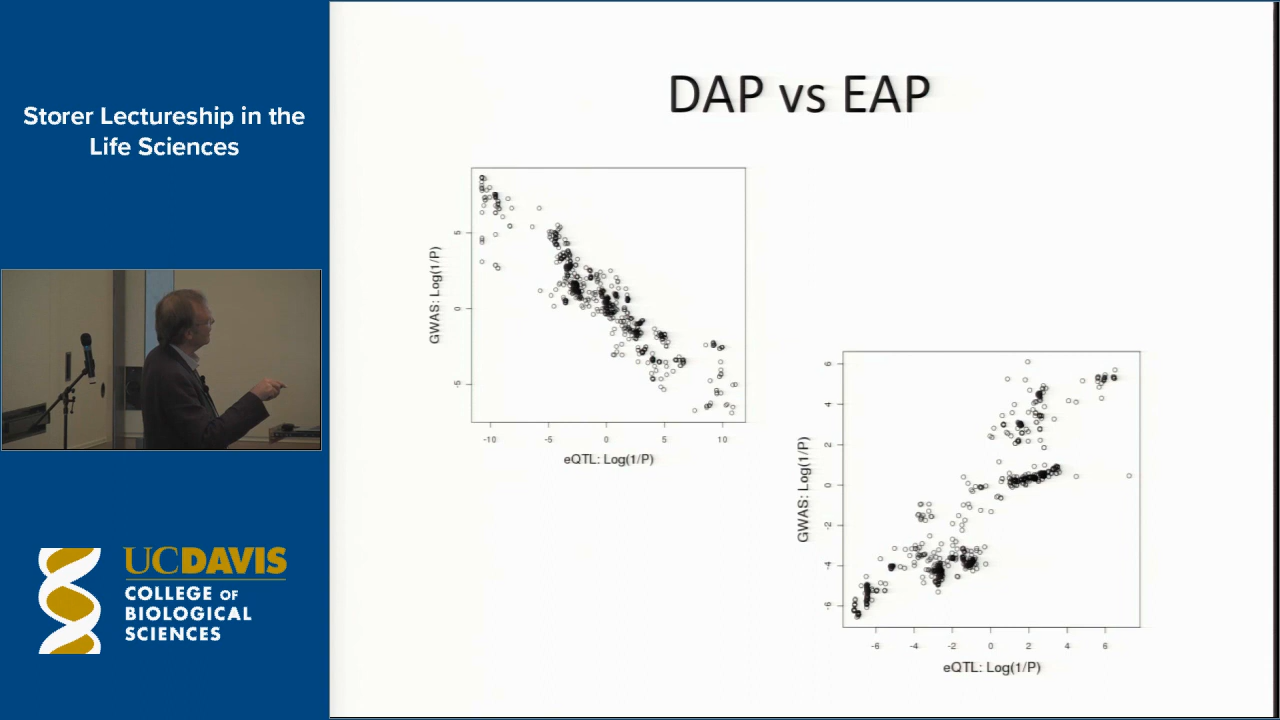 Storer Lectureship in the
Life Sciences
UCDAVIS
COLLEGE OF
BIOLOGICAL
SCIENCES
DAP vs EAP
GWAS: Log(1/P)
5
0
-5
-10
-5
0
5
10
eQTL: Log(1/P)
GWAS: Log(1/P)
6
4
2
0
-2
-4
-6
-6
-4
-2
0
2
4
6
eQTL: Log(1/P)